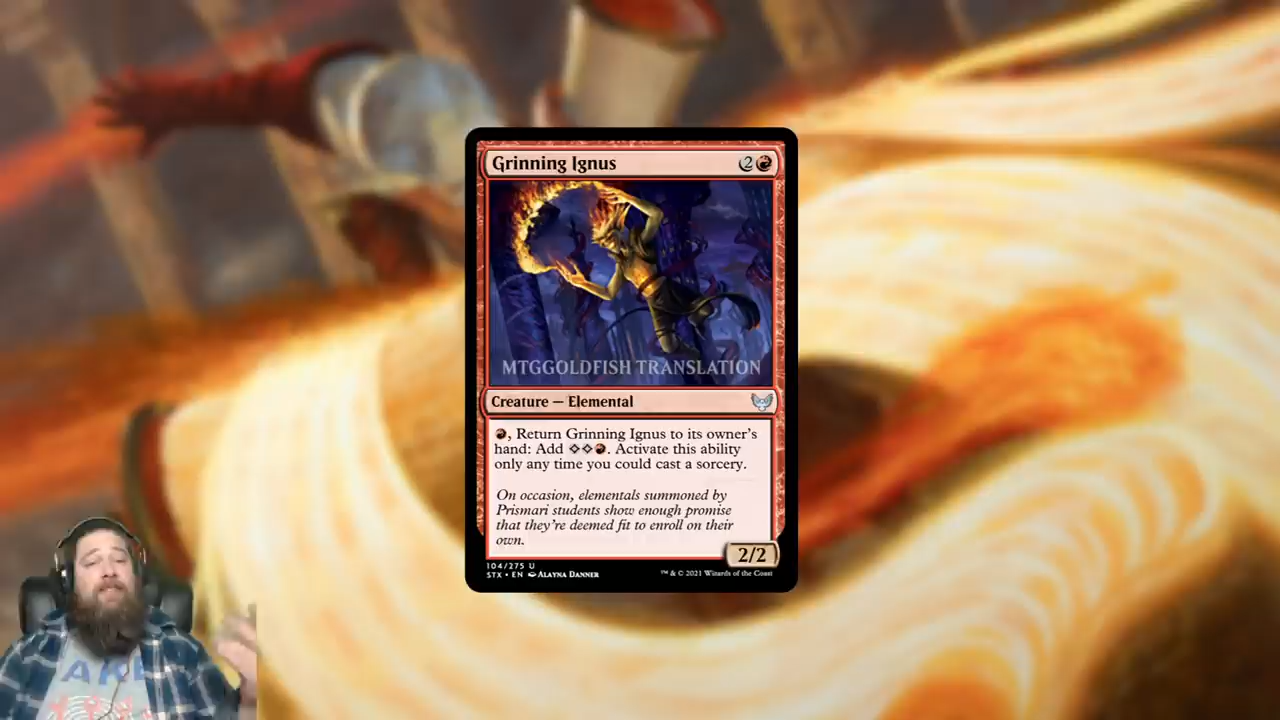 Grinning Ignus 2
MTGGOLDFISH TRANSLATION
Creature — Elemental
, Return Grinning Ignus to its owner's
hand: Add . Activate this ability
only any time you could cast a sorcery.
On occasion, elementals summoned by
Prismari students show enough promise
that they're deemed fit to enroll on their
own.
2/2
104/275 U
STX • EN ALAYNA DANNER ™ & © 2021 Wizards of the Coast